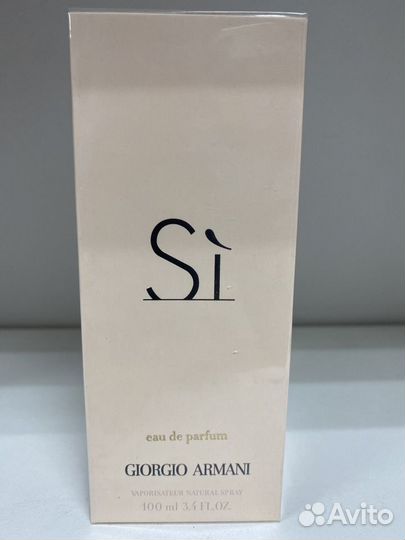 Sì
eau de parfum
GIORGIO ARMANI
VAPORISATEUR NATURAL SPRAY
100 ml 3.4 FL.OZ.
Avito